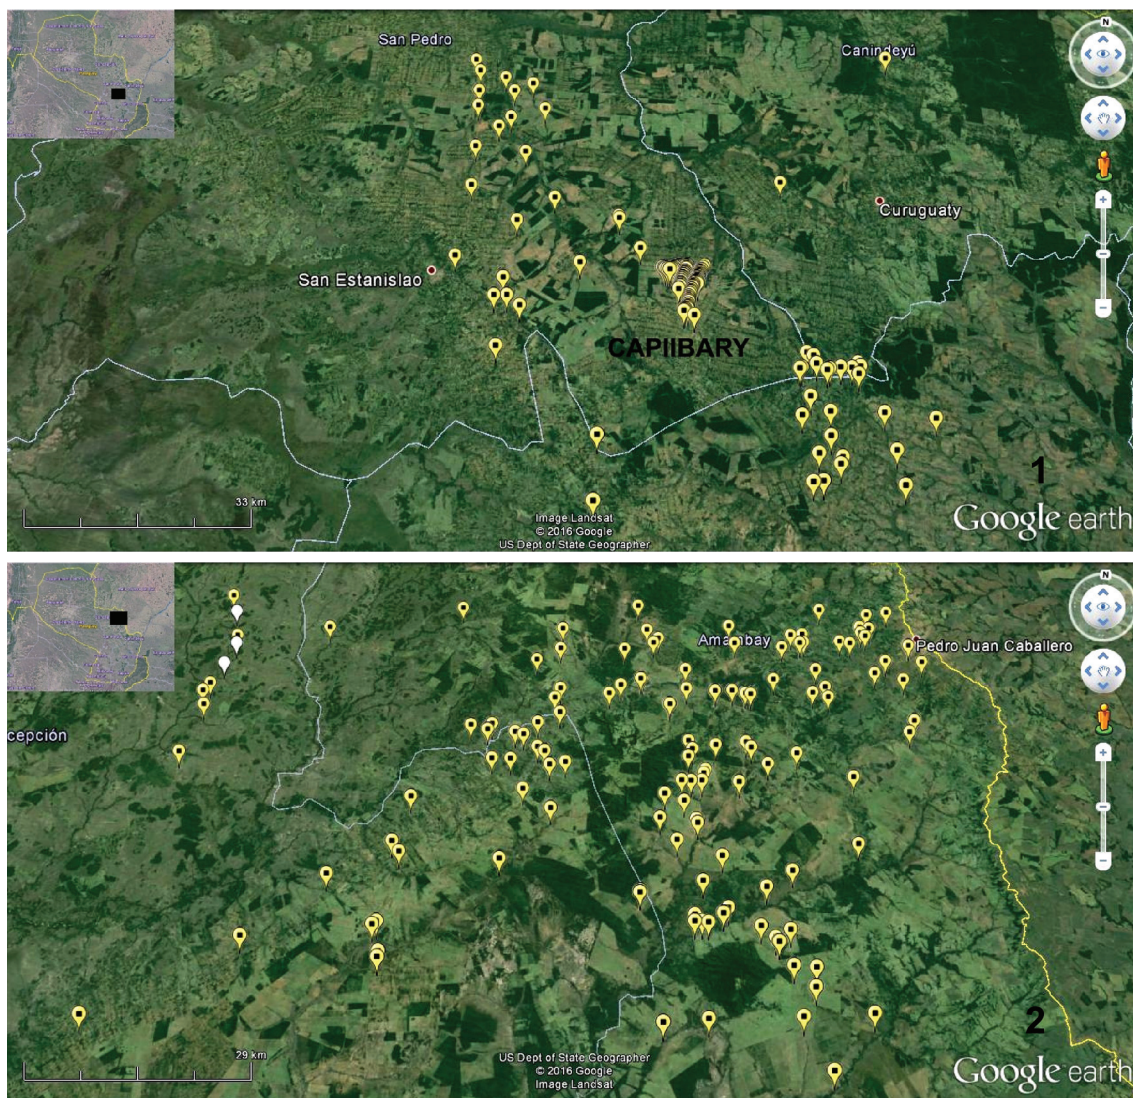 San Pedro
Canindeyú
N
Curuguaty
San Estanislao
CAPIIBARY
1
33 km
Image Landsat
© 2016 Google
US Dept of State Geographer
Google earth
N
Amambay
Pedro Juan Caballero
cepción
2
29 km
US Dept of State Geographer
© 2016 Google
Image Landsat
Google earth